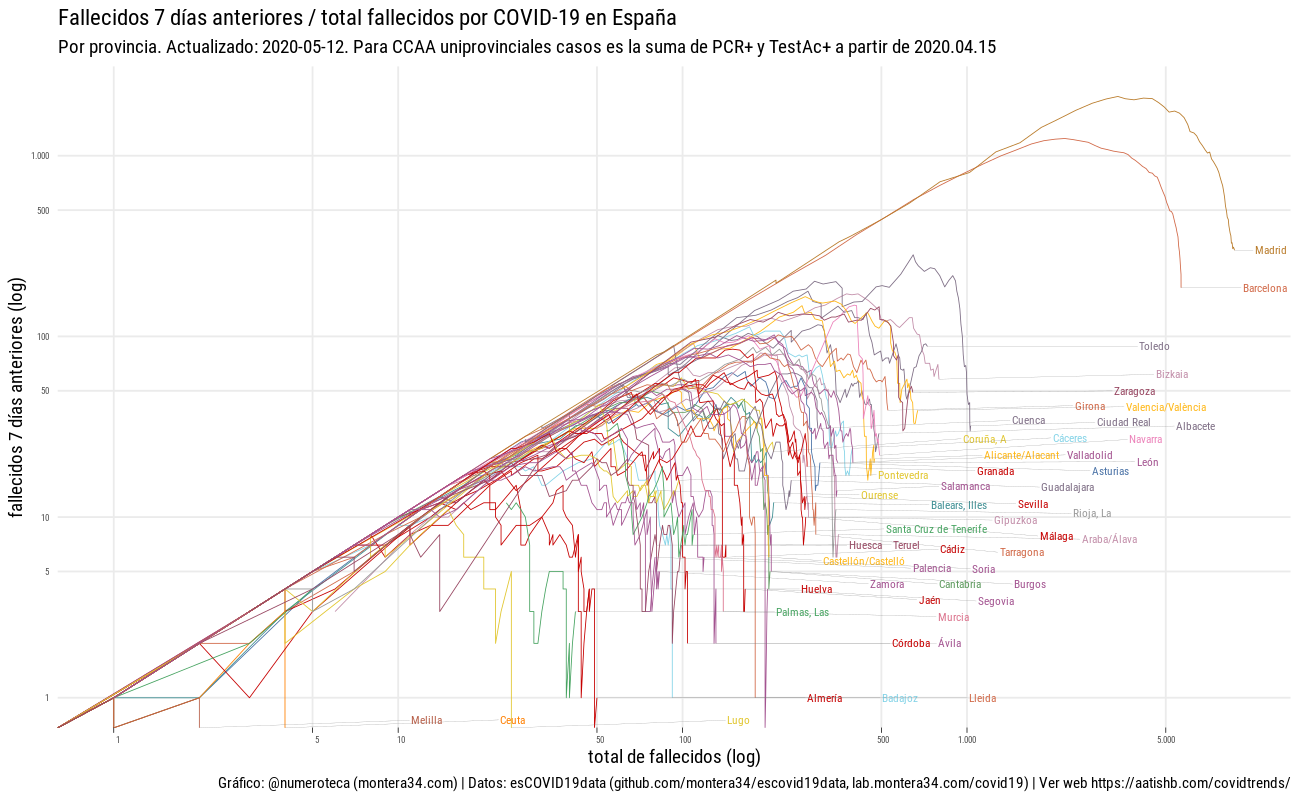 Fallecidos 7 días anteriores / total fallecidos por COVID-19 en España
Por provincia. Actualizado: 2020-05-12. Para CCAA uniprovinciales casos es la suma de PCR+ y TestAc+ a partir de 2020.04.15
fallecidos 7 días anteriores (log)
1.000
500
100
50
10
5
1
Madrid
Barcelona
Toledo
Bizkaia
Zaragoza
Girona Valencia/València
Cuenca Ciudad Real Albacete
Coruña, A Cáceres Navarra
Alicante/Alacant Valladolid León
Pontevedra Granada Asturias
Salamanca Guadalajara
Ourense
Balears, Illes Sevilla
Gipuzkoa Rioja, La
Santa Cruz de Tenerife Málaga Araba/Álava
Huesca Teruel Cádiz Tarragona
Castellón/Castelló Palencia Soria
Huelva Zamora Cantabria Burgos
Jaén Segovia
Palmas, Las Murcia
Córdoba Ávila
Almería Badajoz Lleida
Melilla Ceuta Lugo
1 5 10 50 100 500 1.000 5.000
total de fallecidos (log)
Gráfico: @numeroteca (montera34.com) | Datos: esCOVID19data (github.com/montera34/escovid19data, lab.montera34.com/covid19) | Ver web https://aatishb.com/covidtrends/